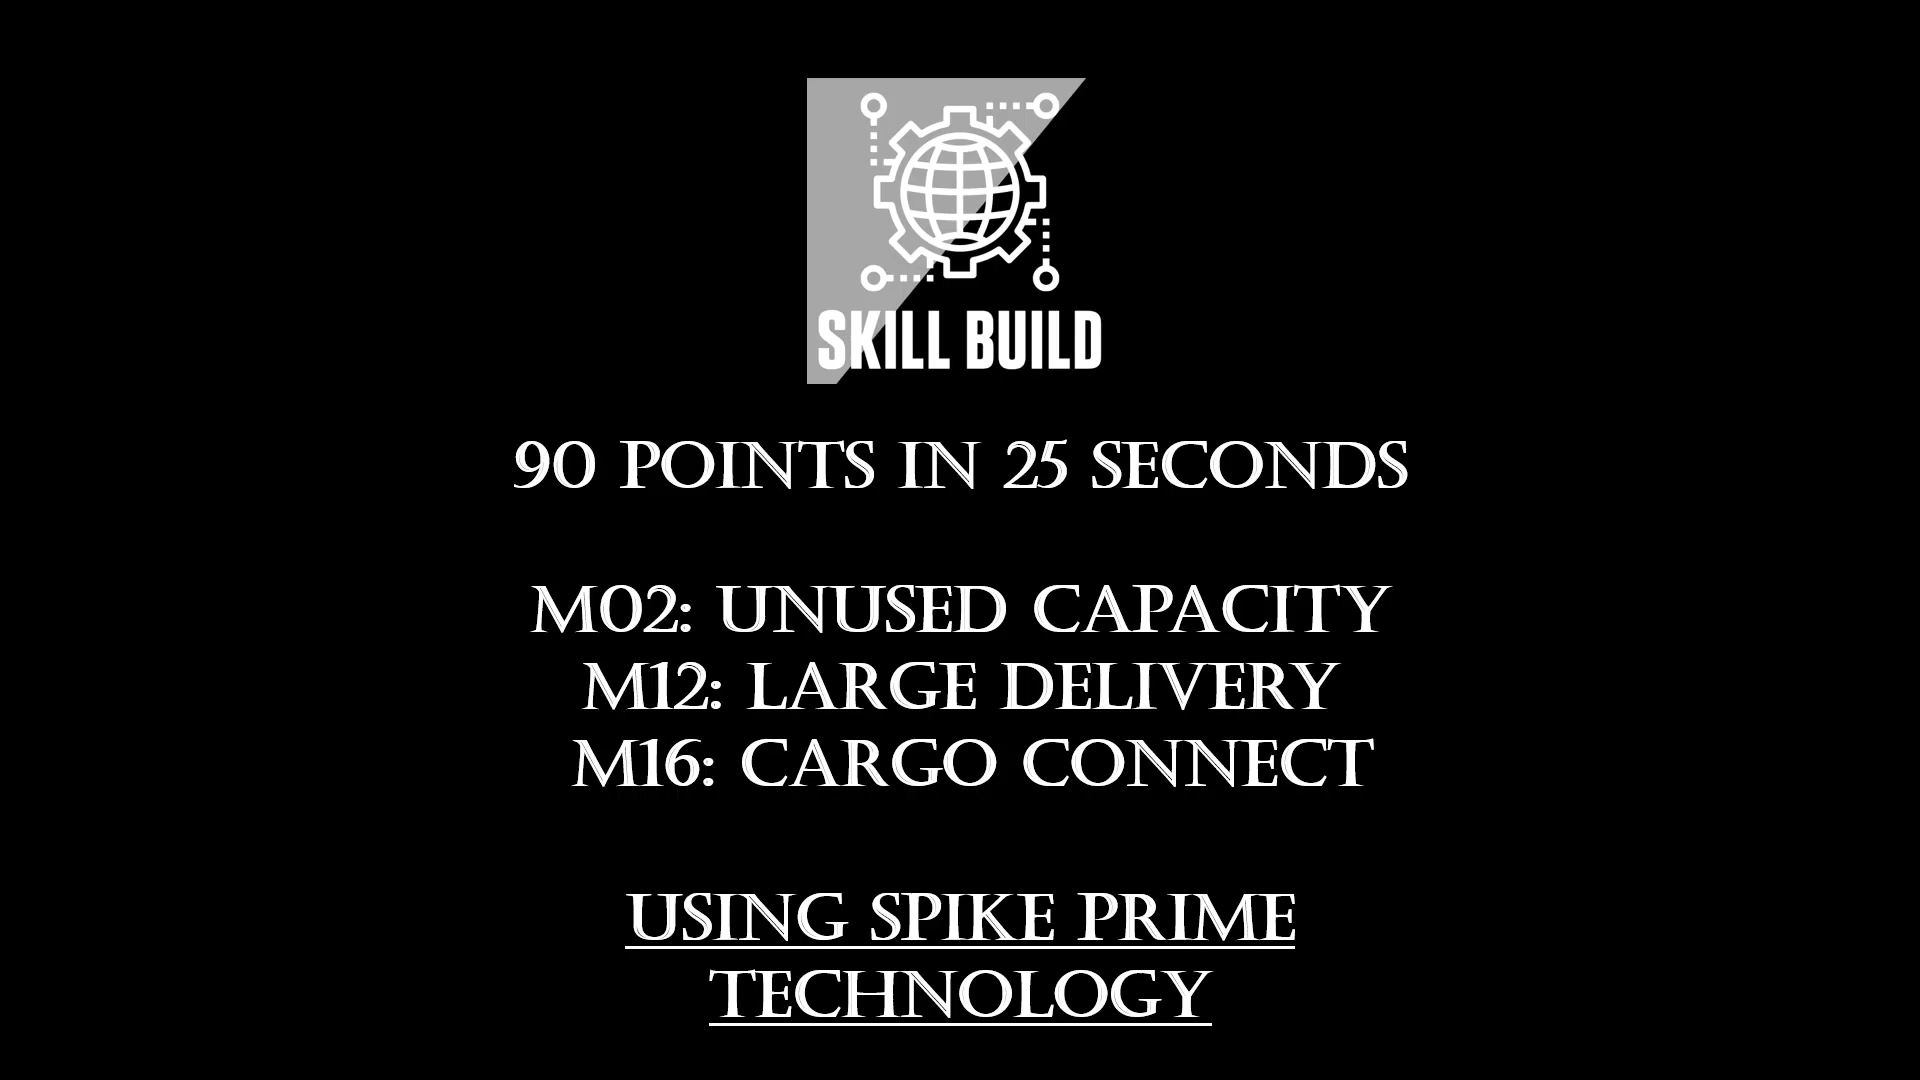 SKILL BUILD
90 POINTS IN 25 SECONDS
M02: UNUSED CAPACITY
M12: LARGE DELIVERY
M16: CARGO CONNECT
USING SPIKE PRIME
TECHNOLOGY